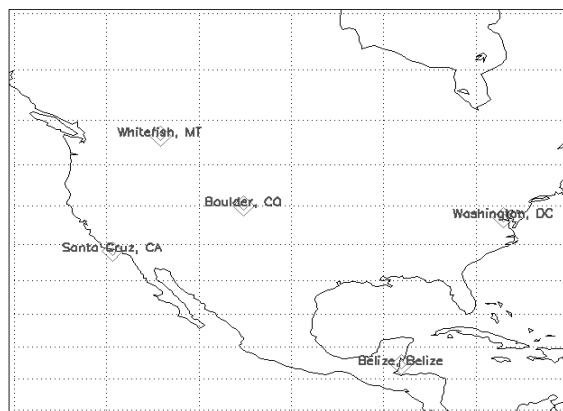 Whitefish, MT
Boulder, CO
Washington, DC
Santa Cruz, CA
Belize, Belize